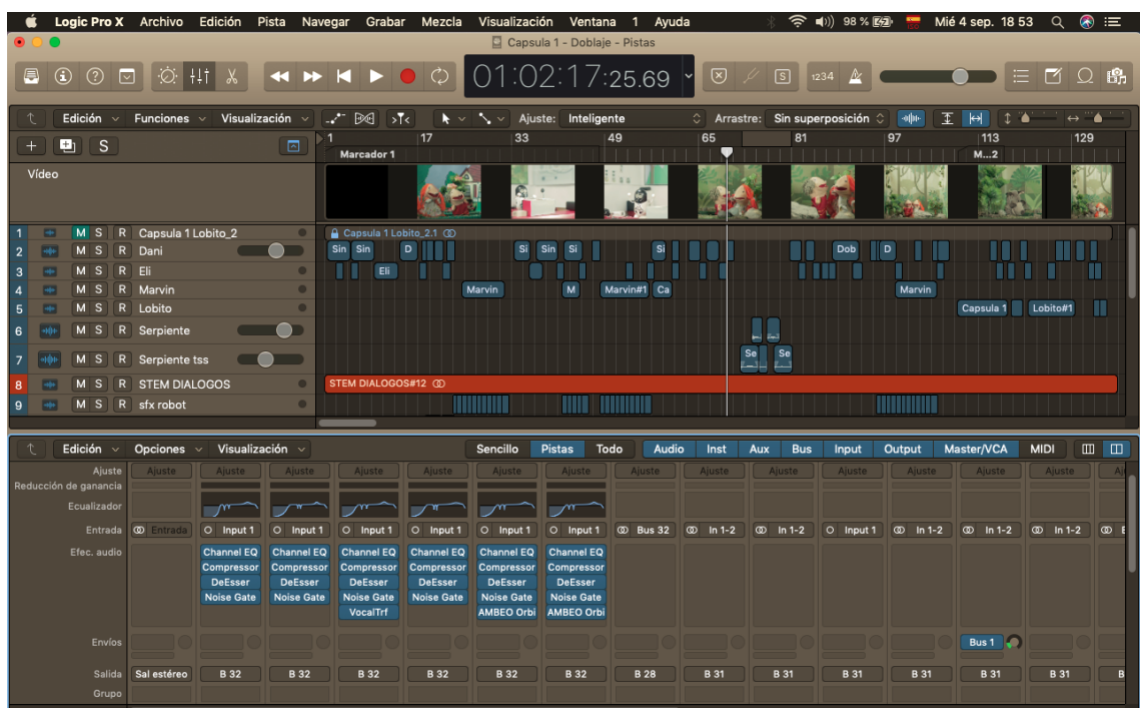 Logic Pro X Archivo Edición Pista Navegar Grabar Mezcla Visualización Ventana 1 Ayuda 98 % Mié 4 sep. 18 53
Capsula 1 - Doblaje - Pistas
01:02:17:25.69 S 1234
Edición Funciones Visualización Ajuste: Inteligente Arrastre: Sin superposición
S 1 17 33 49 65 81 97 113 129
Marcador 1 M...2
Vídeo
1 M S R Capsula 1 Lobito_2 Capsula 1 Lobito_2.1
2 M S R Dani Sin Sin D Si Sin Si Si Dob D
3 M S R Eli Eli
4 M S R Marvin Marvin M Marvin#1 Ca Marvin
5 M S R Lobito Capsula 1 Lobito#1
6 M S R Serpiente
7 M S R Serpiente tss Se Se
8 M S R STEM DIALOGOS STEM DIALOGOS#12
9 M S R sfx robot
Edición Opciones Visualización Sencillo Pistas Todo Audio Inst Aux Bus Input Output Master/VCA MIDI
Ajuste Ajuste Ajuste Ajuste Ajuste Ajuste Ajuste Ajuste Ajuste Ajuste Ajuste Ajuste Ajuste Ajuste Ajuste
Reducción de ganancia
Ecualizador
Entrada Entrada Input 1 Input 1 Input 1 Input 1 Input 1 Input 1 Bus 32 In 1-2 In 1-2 Input 1 In 1-2 In 1-2 In 1-2
Efec. audio Channel EQ Channel EQ Channel EQ Channel EQ Channel EQ Channel EQ
Compressor Compressor Compressor Compressor Compressor Compressor
DeEsser DeEsser DeEsser DeEsser DeEsser DeEsser
Noise Gate Noise Gate Noise Gate Noise Gate Noise Gate Noise Gate
VocalTrf AMBEO Orbi AMBEO Orbi
Envíos Bus 1
Salida Sal estéreo B 32 B 32 B 32 B 32 B 32 B 32 B 28 B 31 B 31 B 31 B 31 B 31 B 31 B
Grupo